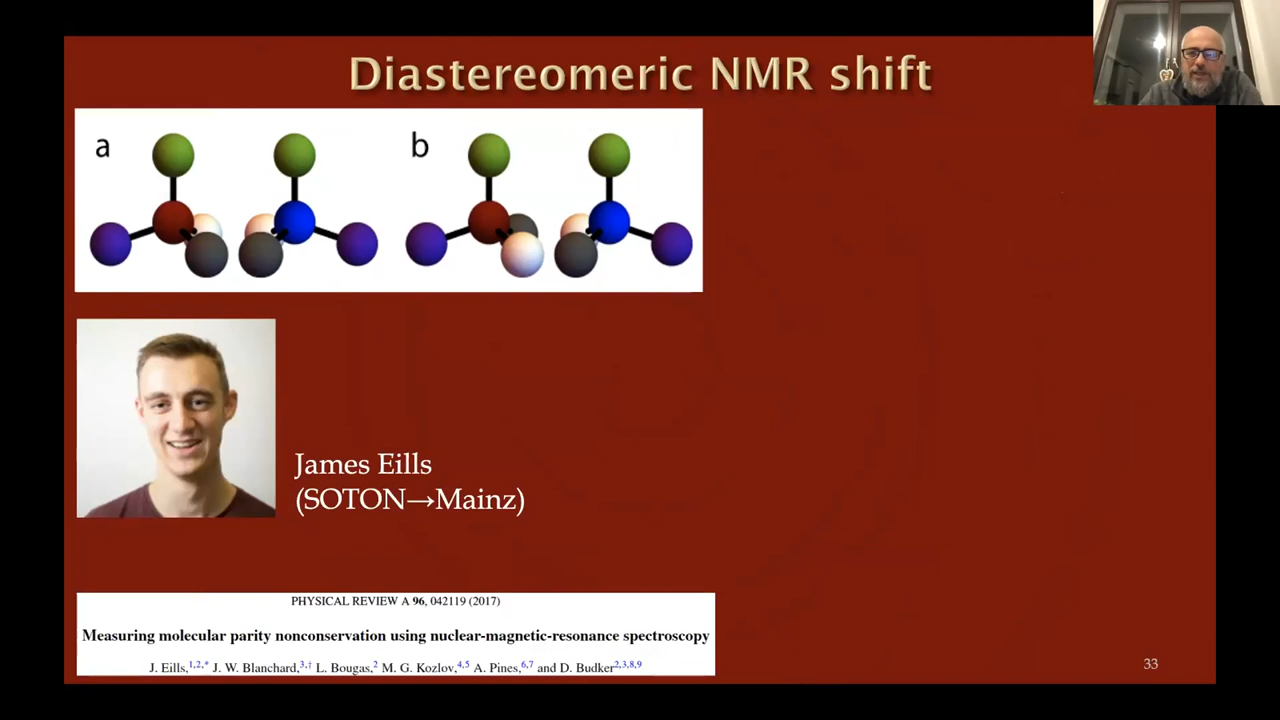 Diastereomeric NMR shift
a
b
James Eills
(SOTON→Mainz)
PHYSICAL REVIEW A 96, 042119 (2017)
Measuring molecular parity nonconservation using nuclear-magnetic-resonance spectroscopy
J. Eills,1,2,* J. W. Blanchard,3,† L. Bougas,2 M. G. Kozlov,4,5 A. Pines,6,7 and D. Budker2,3,8,9
33